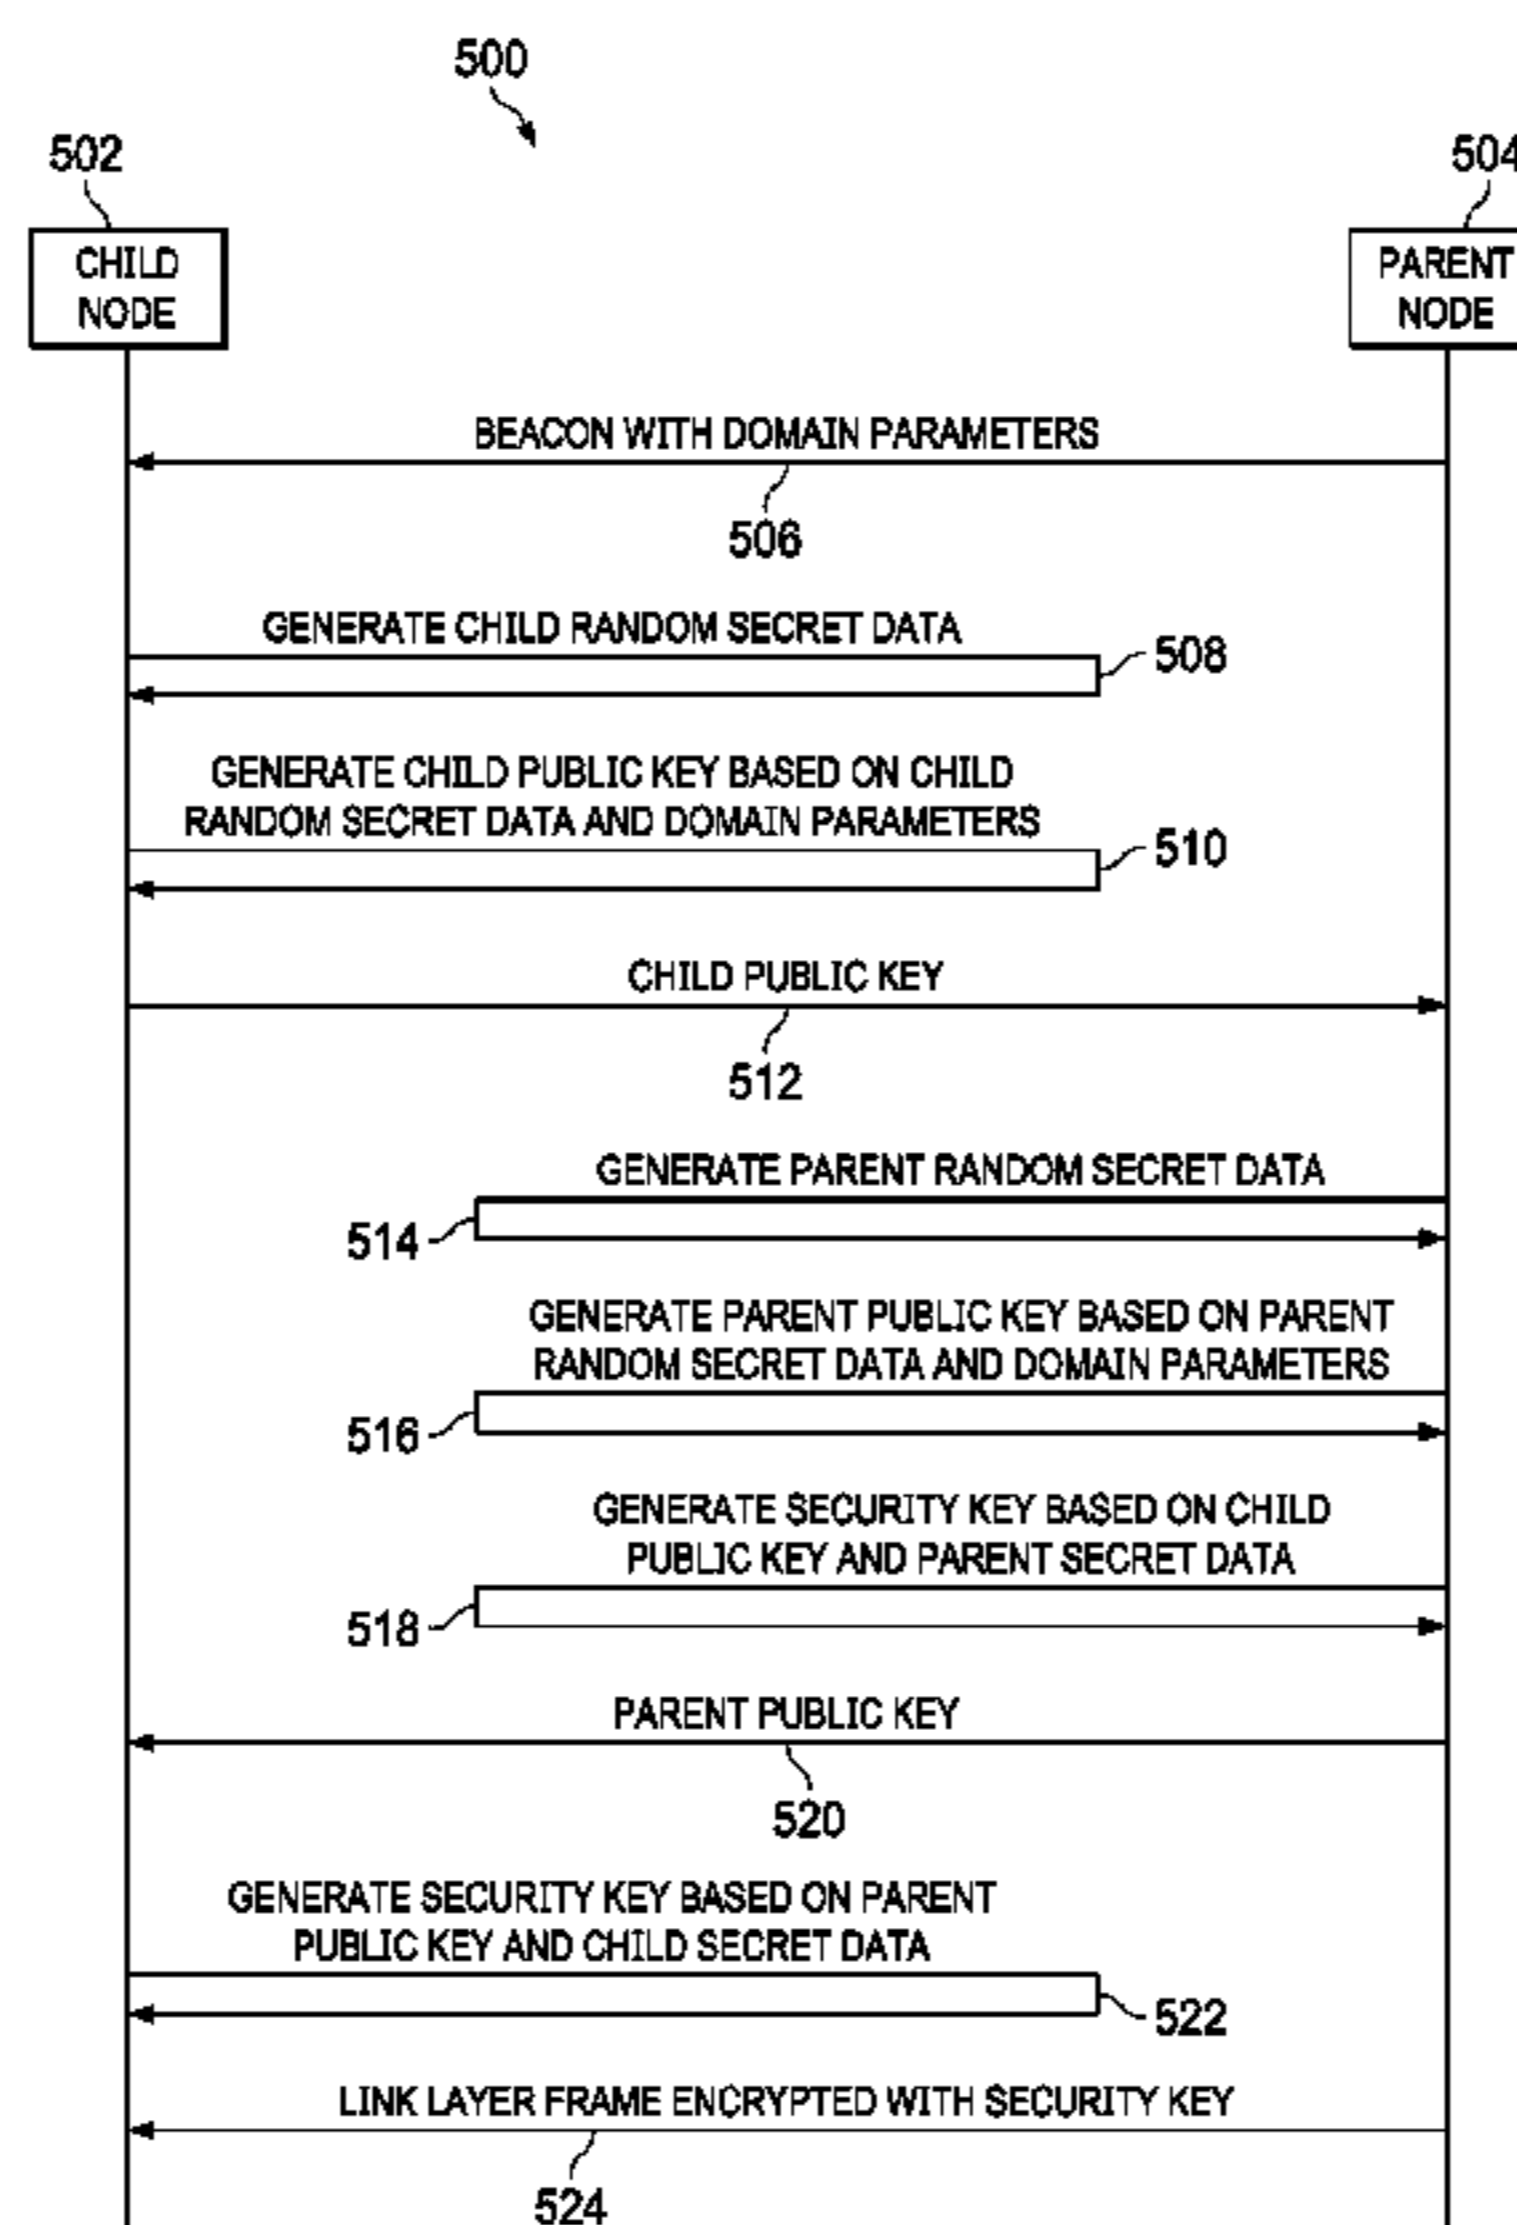 500
502
504
CHILD
NODE
PARENT
NODE
BEACON WITH DOMAIN PARAMETERS
506
GENERATE CHILD RANDOM SECRET DATA
508
GENERATE CHILD PUBLIC KEY BASED ON CHILD
RANDOM SECRET DATA AND DOMAIN PARAMETERS
510
CHILD PUBLIC KEY
512
GENERATE PARENT RANDOM SECRET DATA
514
GENERATE PARENT PUBLIC KEY BASED ON PARENT
RANDOM SECRET DATA AND DOMAIN PARAMETERS
516
GENERATE SECURITY KEY BASED ON CHILD
PUBLIC KEY AND PARENT SECRET DATA
518
PARENT PUBLIC KEY
520
GENERATE SECURITY KEY BASED ON PARENT
PUBLIC KEY AND CHILD SECRET DATA
522
LINK LAYER FRAME ENCRYPTED WITH SECURITY KEY
524